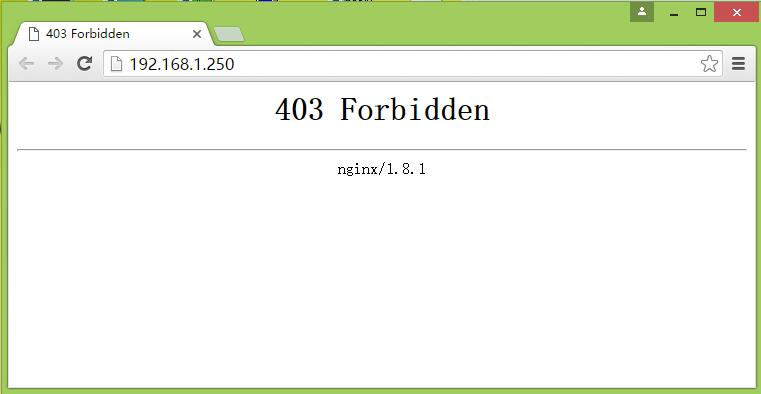 403 Forbidden
192.168.1.250
403 Forbidden
nginx/1.8.1